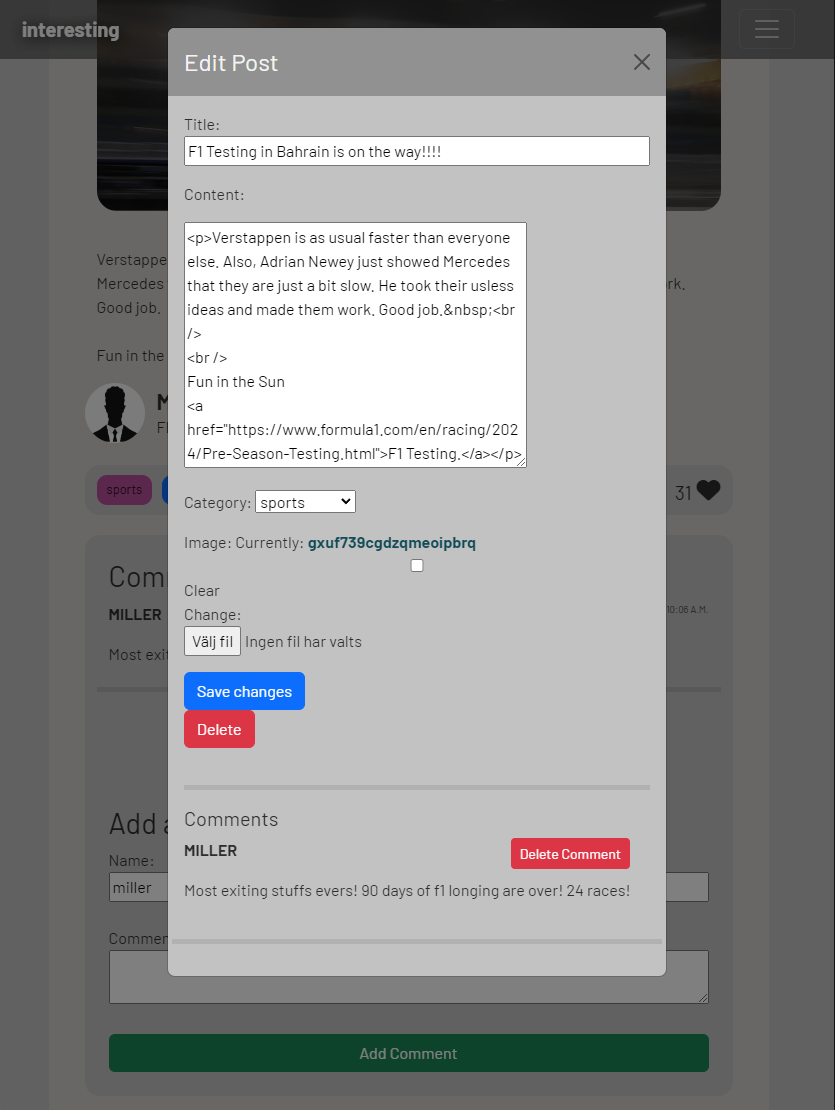 interesting
Edit Post
Title:
F1 Testing in Bahrain is on the way!!!!
Content:
<p>Verstappen is as usual faster than everyone
else. Also, Adrian Newey just showed Mercedes
that they are just a bit slow. He took their usless
ideas and made them work. Good job.&nbsp;<br
/>
<br />
Fun in the Sun
<a
href="https://www.formula1.com/en/racing/202
4/Pre-Season-Testing.html">F1 Testing.</a></p>
Verstappe
Mercedes
rk.
Good job.
Fun in the
M
sports
31
Category: sports
Image: Currently: gxuf739cgdzqmeoipbrq
Clear
Change:
Välj fil Ingen fil har valts
Save changes
Delete
Com
MILLER
10:06 A.M.
Most exit
Comments
MILLER
Delete Comment
Most exiting stuffs evers! 90 days of f1 longing are over! 24 races!
Add a
Name:
miller
Commen
Add Comment